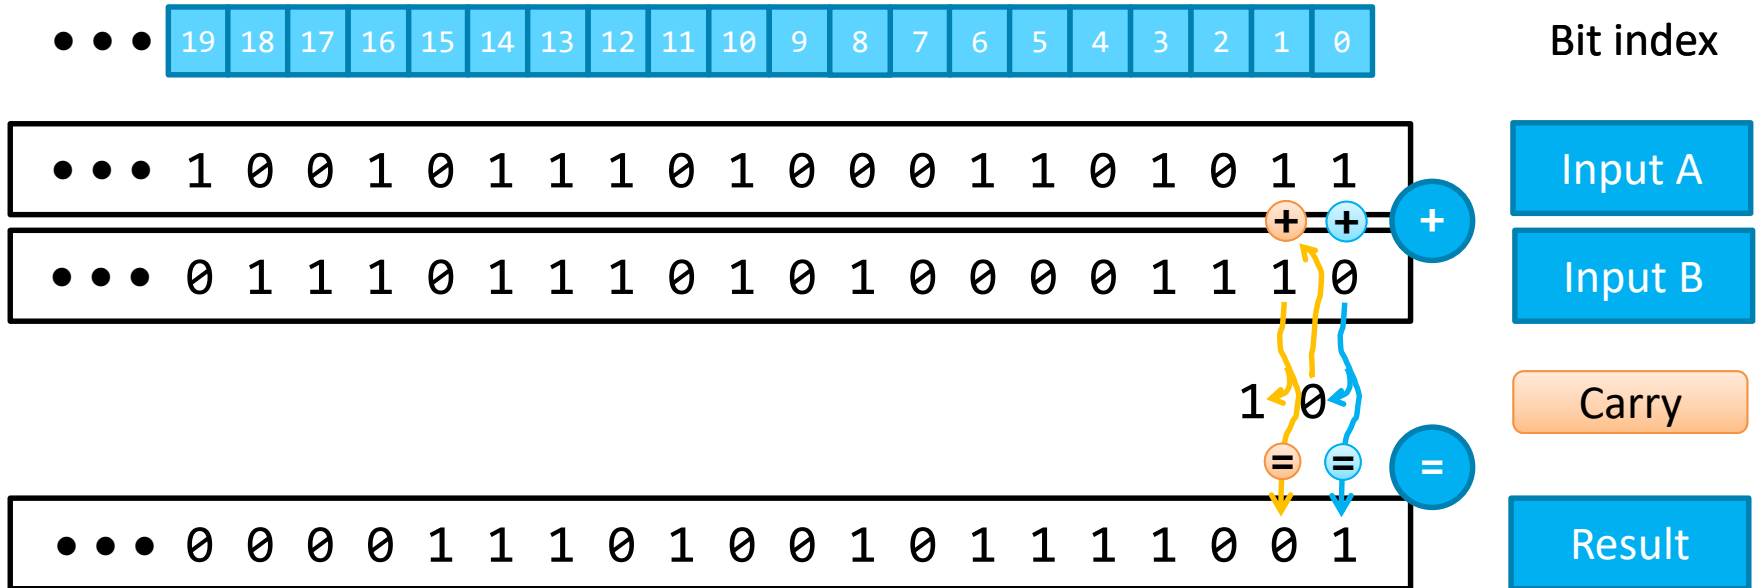 ••• 19 18 17 16 15 14 13 12 11 10 9 8 7 6 5 4 3 2 1 0 Bit index
••• 1 0 0 1 0 1 1 1 0 1 0 0 0 1 1 0 1 0 1 1 Input A
+ + +
••• 0 1 1 1 0 1 1 1 0 1 0 1 0 0 0 0 1 1 1 0 Input B
1 0 Carry
= = =
••• 0 0 0 0 1 1 1 0 1 0 0 1 0 1 1 1 1 0 0 1 Result